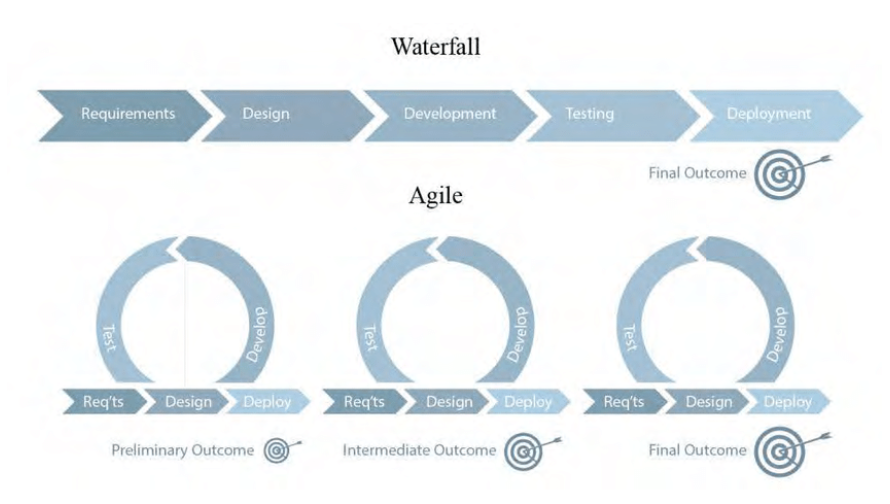 Waterfall
Requirements Design Development Testing Deployment
Final Outcome
Agile
Test Develop Test Develop Test Develop
Req'ts Design Deploy Req'ts Design Deploy Req'ts Design Deploy
Preliminary Outcome Intermediate Outcome Final Outcome